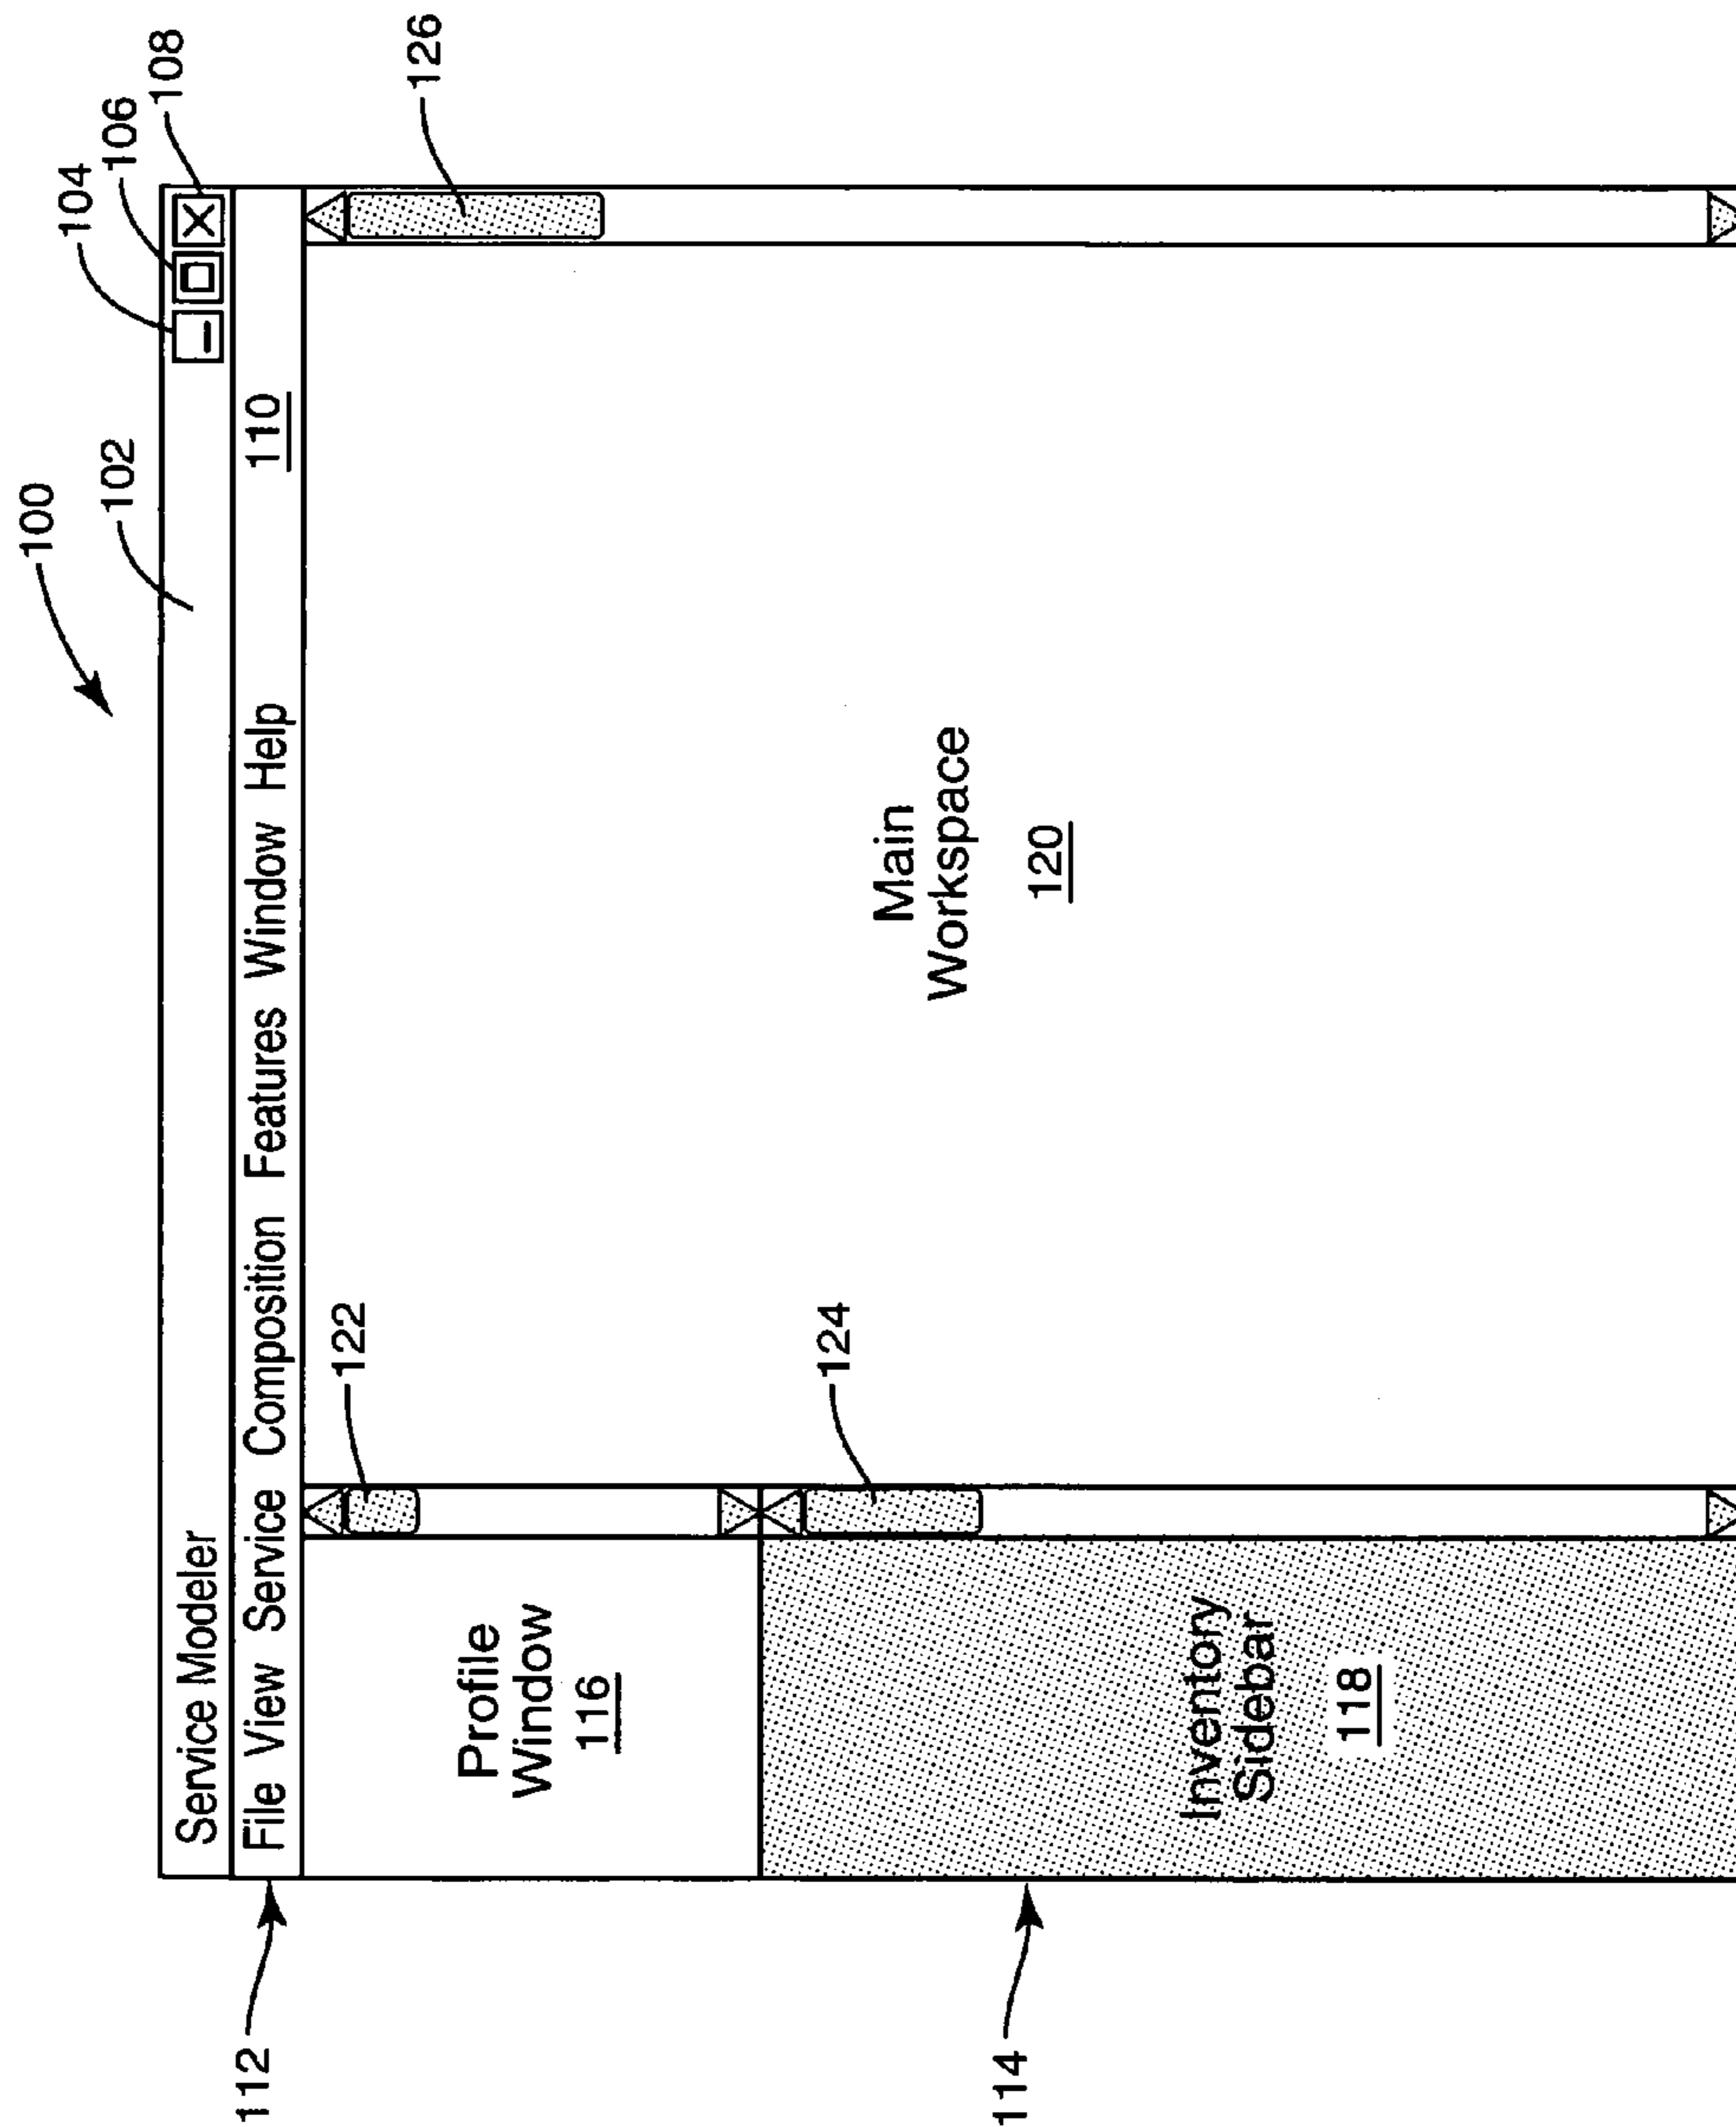 100
102
104
106
108
Service Modeler
112
File View Service Composition Features Window Help 110
122
126
Profile
Window
116
124
Main
Workspace
120
114
Inventory
Sidebar
118